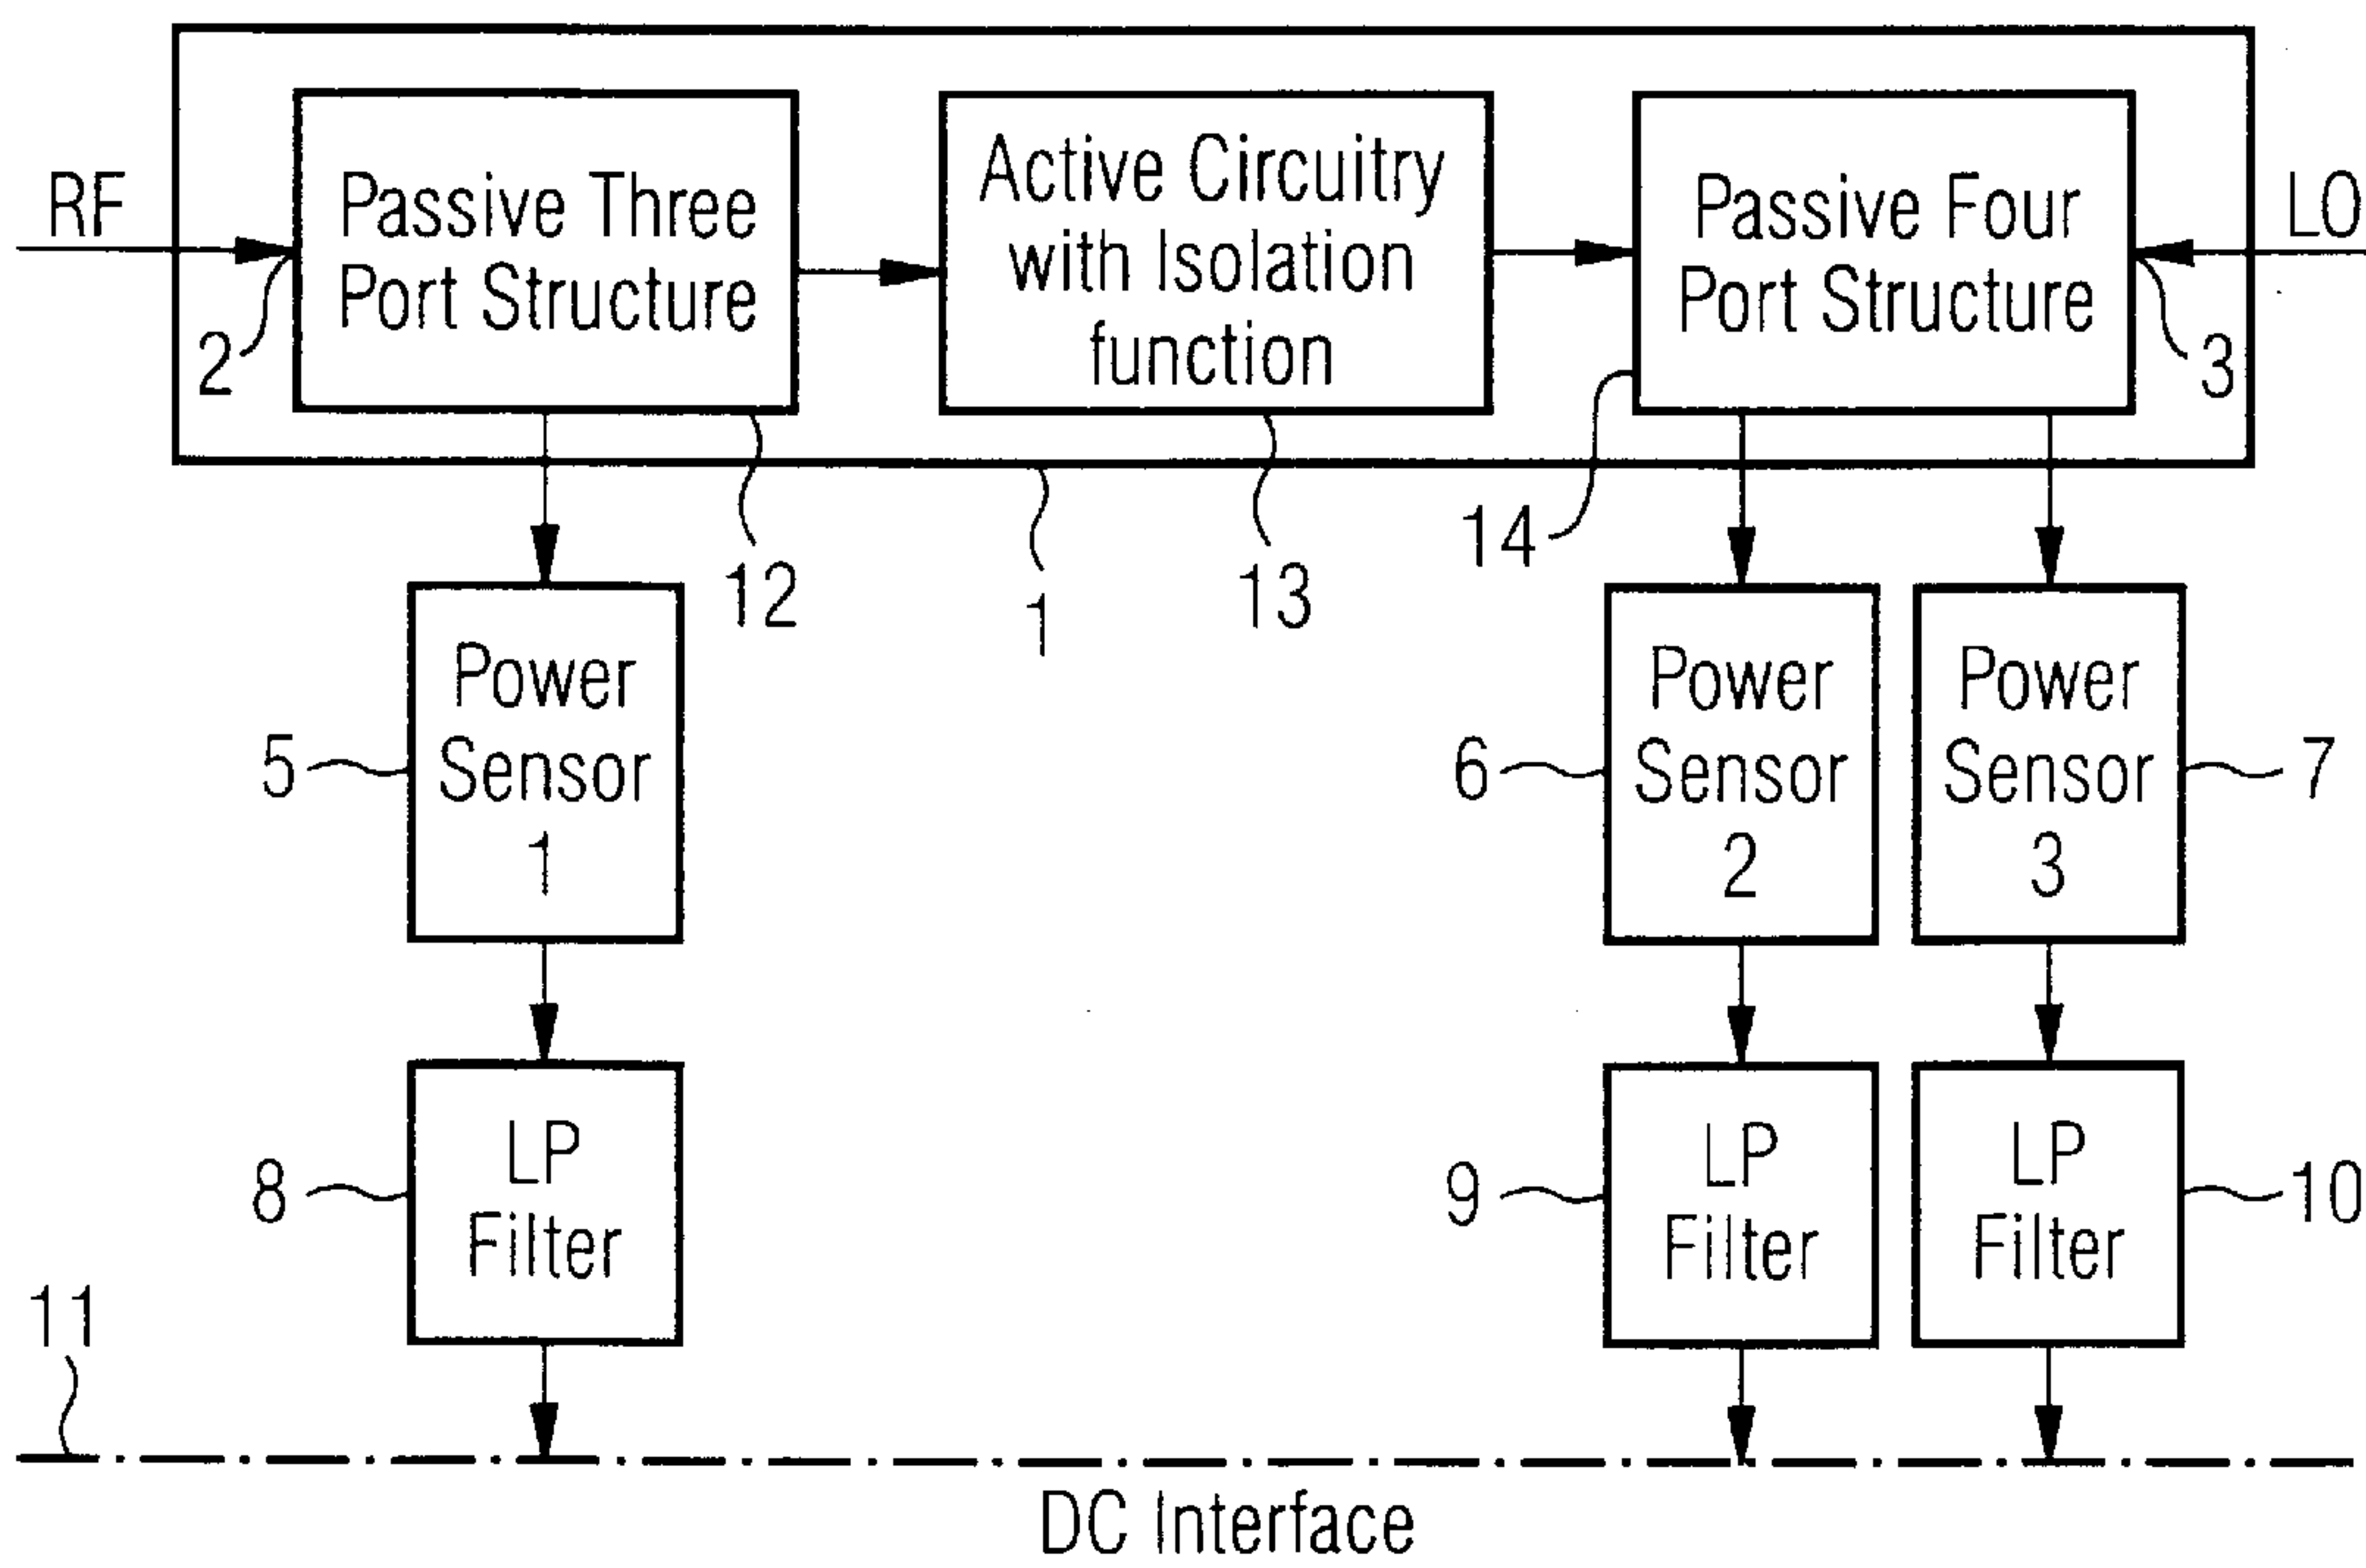 RF
Passive Three
Port Structure
Active Circuitry
with Isolation
function
Passive Four
Port Structure
LO
2
3
12
1
13
14
Power
Sensor
1
5
Power
Sensor
2
6
Power
Sensor
3
7
LP
Filter
8
LP
Filter
9
LP
Filter
10
11
DC Interface